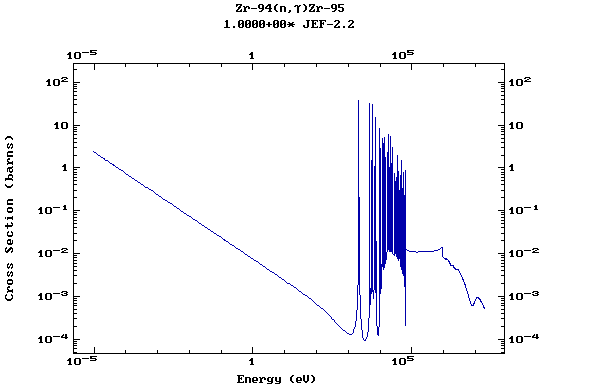 Zr-94(n,γ)Zr-95
1.0000+00* JEF-2.2
10⁻⁵ 1 10⁵
10² 10²
10 10
1 1
10⁻¹ 10⁻¹
10⁻² 10⁻²
10⁻³ 10⁻³
10⁻⁴ 10⁻⁴
10⁻⁵ 1 10⁵
Cross Section (barns)
Energy (eV)